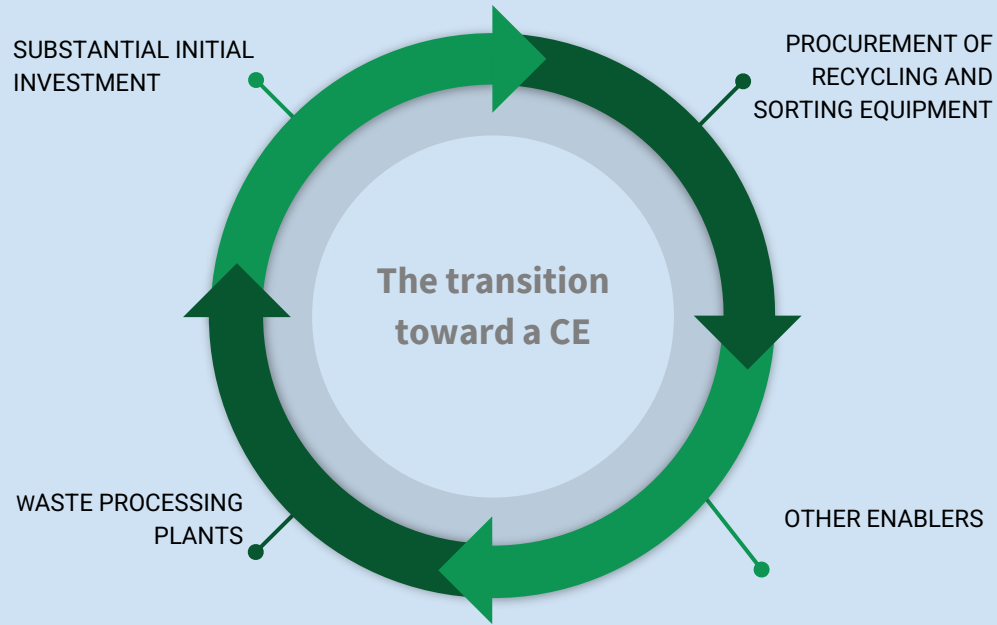 SUBSTANTIAL INITIAL
INVESTMENT
PROCUREMENT OF
RECYCLING AND
SORTING EQUIPMENT
The transition
toward a CE
WASTE PROCESSING
PLANTS
OTHER ENABLERS